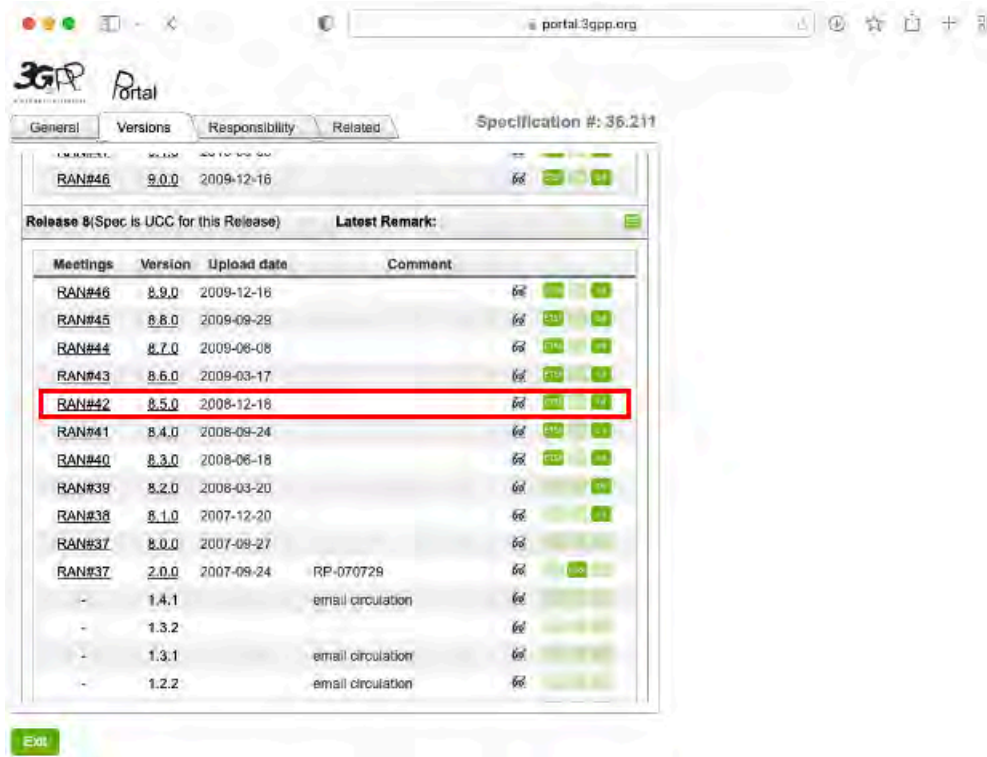 portal.3gpp.org
3GPP Portal
General Versions Responsibility Related Specification #: 36.211
RAN#46 9.0.0 2009-12-16
Release 8(Spec is UCC for this Release) Latest Remark:
Meetings Version Upload date Comment
RAN#46 8.9.0 2009-12-16
RAN#45 8.8.0 2009-09-29
RAN#44 8.7.0 2009-06-08
RAN#43 8.6.0 2009-03-17
RAN#42 8.5.0 2008-12-18
RAN#41 8.4.0 2008-09-24
RAN#40 8.3.0 2008-06-18
RAN#39 8.2.0 2008-03-20
RAN#38 8.1.0 2007-12-20
RAN#37 8.0.0 2007-09-27
RAN#37 2.0.0 2007-09-24 RP-070729
- 1.4.1 email circulation
- 1.3.2
- 1.3.1 email circulation
- 1.2.2 email circulation
Exit